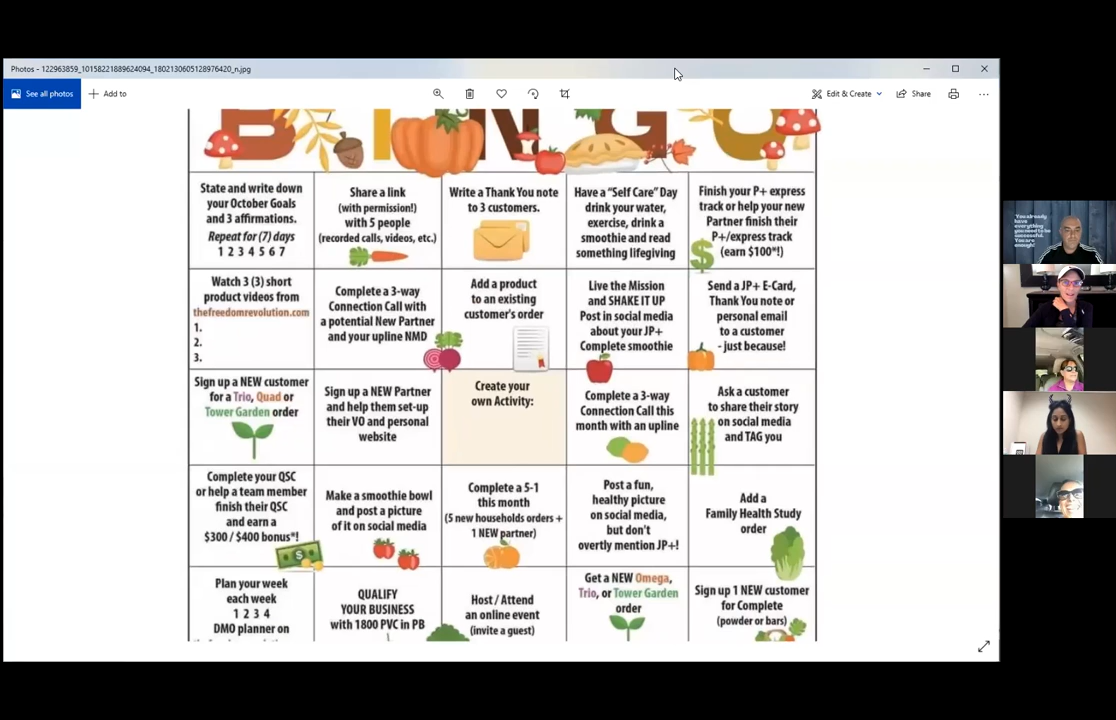 Photos - 122963859_10158221889624094_1802130605128976420_n.jpg
See all photos
Add to
Edit & Create
Share
BINGO
State and write down
your October Goals
and 3 affirmations.
Repeat for (7) days
1 2 3 4 5 6 7
Share a link
(with permission!)
with 5 people
(recorded calls, videos, etc.)
Write a Thank You note
to 3 customers.
Have a “Self Care” Day
drink your water,
exercise, drink a
smoothie and read
something lifegiving
Finish your P+ express
track or help your new
Partner finish their
P+/express track
(earn $100*!)
Watch 3 (3) short
product videos from
thefreedomrevolution.com
1.
2.
3.
Complete a 3-way
Connection Call with
a potential New Partner
and your upline NMD
Add a product
to an existing
customer's order
Live the Mission
and SHAKE IT UP
Post in social media
about your JP+
Complete smoothie
Send a JP+ E-Card,
Thank You note or
personal email
to a customer
- just because!
Sign up a NEW customer
for a Trio, Quad or
Tower Garden order
Sign up a NEW Partner
and help them set-up
their VO and personal
website
Create your
own Activity:
Complete a 3-way
Connection Call this
month with an upline
Ask a customer
to share their story
on social media
and TAG you
Complete your QSC
or help a team member
finish their QSC
and earn a
$300 / $400 bonus*!
Make a smoothie bowl
and post a picture
of it on social media
Complete a 5-1
this month
(5 new households orders +
1 NEW partner)
Post a fun,
healthy picture
on social media,
but don't
overtly mention JP+!
Add a
Family Health Study
order
Plan your week
each week
1 2 3 4
DMO planner on
QUALIFY
YOUR BUSINESS
with 1800 PVC in PB
Host / Attend
an online event
(invite a guest)
Get a NEW Omega,
Trio, or Tower Garden
order
Sign up 1 NEW customer
for Complete
(powder or bars)
You already
have everything
you need to be
successful.
You are
enough!